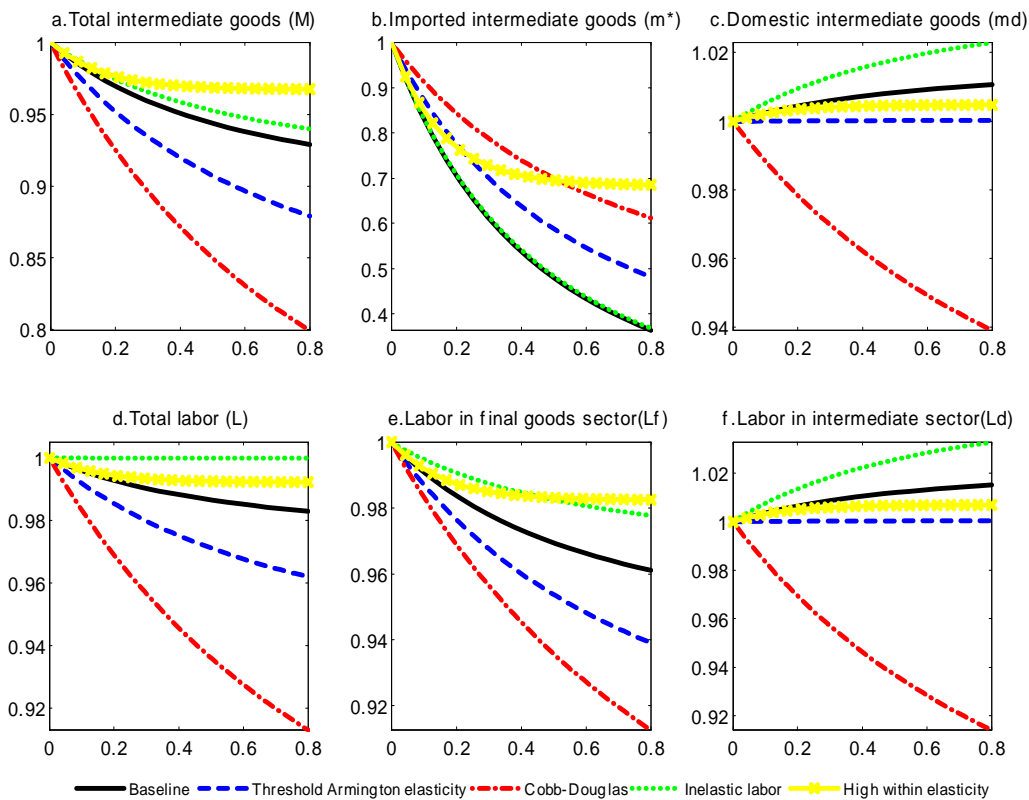 a.Total intermediate goods (M)
b.Imported intermediate goods (m*)
c.Domestic intermediate goods (md)
1
0.95
0.9
0.85
0.8
0 0.2 0.4 0.6 0.8
1
0.9
0.8
0.7
0.6
0.5
0.4
0 0.2 0.4 0.6 0.8
1.02
1
0.98
0.96
0.94
0 0.2 0.4 0.6 0.8
d.Total labor (L)
e.Labor in final goods sector(Lf)
f.Labor in intermediate sector(Ld)
1
0.98
0.96
0.94
0.92
0 0.2 0.4 0.6 0.8
1
0.98
0.96
0.94
0.92
0 0.2 0.4 0.6 0.8
1.02
1
0.98
0.96
0.94
0.92
0 0.2 0.4 0.6 0.8
Baseline Threshold Armington elasticity Cobb-Douglas Inelastic labor High within elasticity